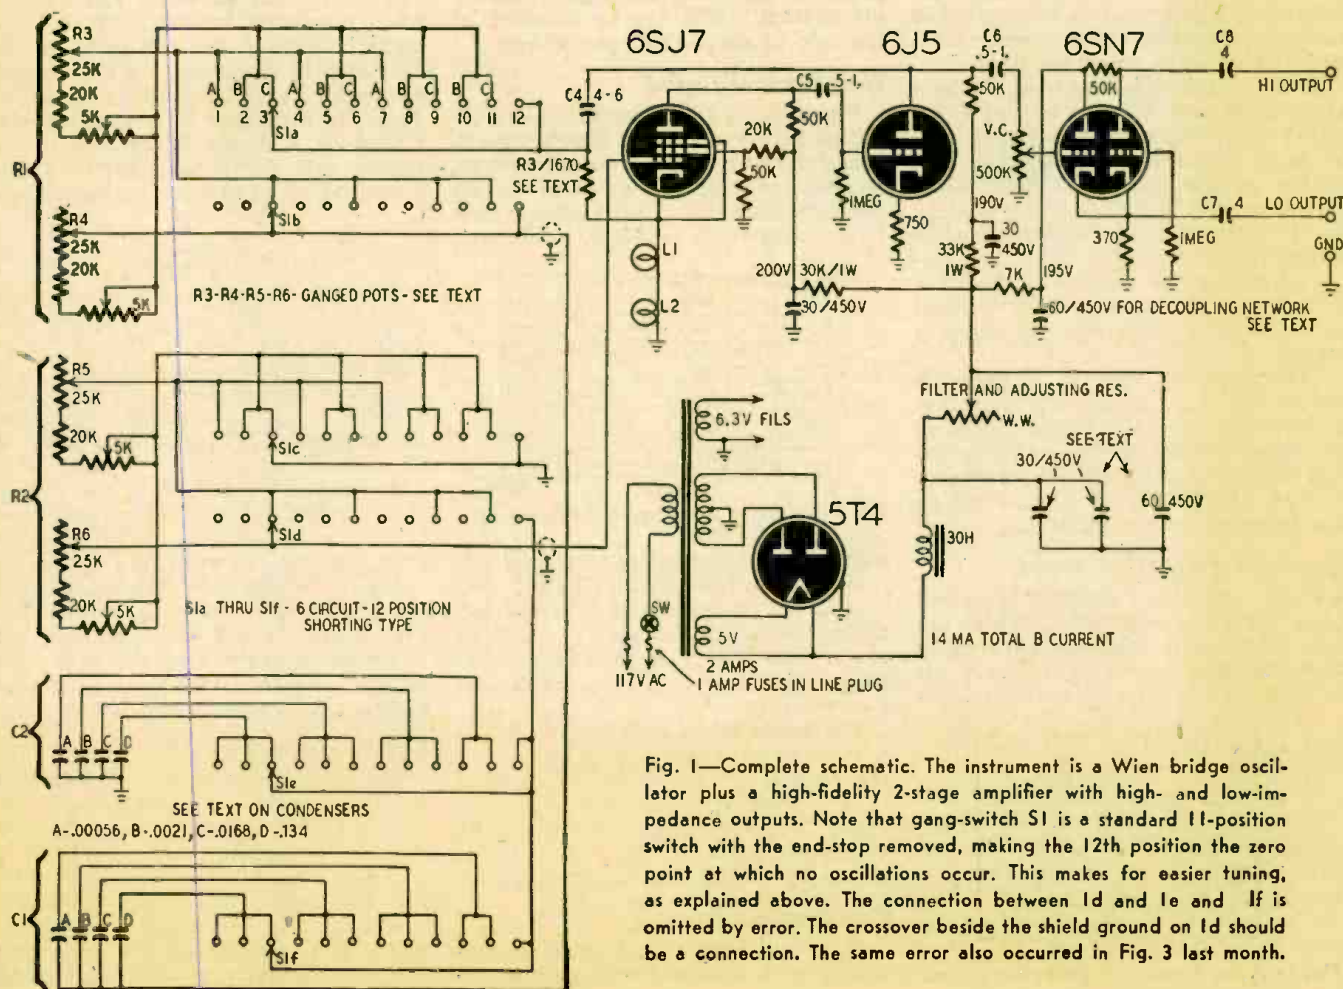 6SJ7
6J5
6SN7
R3
25K
20K
5K
R1
R4
25K
20K
5K
A B C A B C A B C B C
1 2 3 4 5 6 7 8 9 10 11 12
S1a
S1b
R3-R4-R5-R6- GANGED POTS - SEE TEXT
C4 4-6
R3/1670
SEE TEXT
L1
L2
20K
50K
50K
C5 .5-1.
1MEG
750
200V 30K/1W
30/450V
C6
.5-1.
50K
V.C.
500K
190V
30
450V
33K
1W
7K
195V
50K
370
1MEG
C8
4
HI OUTPUT
C7 4
LO OUTPUT
GND
60/450V FOR DECOUPLING NETWORK
SEE TEXT
R5
25K
20K
5K
R2
R6
25K
20K
5K
S1c
S1d
S1a THRU S1f - 6 CIRCUIT - 12 POSITION
SHORTING TYPE
6.3V FILS
5T4
SW
5V
117V AC
2 AMPS
1 AMP FUSES IN LINE PLUG
FILTER AND ADJUSTING RES.
W.W.
SEE TEXT
30/450V
60/450V
30H
14 MA TOTAL B CURRENT
C2
A B C D
S1e
SEE TEXT ON CONDENSERS
A-.00056, B-.0021, C-.0168, D-.134
C1
A B C D
S1f
Fig. 1—Complete schematic. The instrument is a Wien bridge oscil-
lator plus a high-fidelity 2-stage amplifier with high- and low-im-
pedance outputs. Note that gang-switch S1 is a standard 11-position
switch with the end-stop removed, making the 12th position the zero
point at which no oscillations occur. This makes for easier tuning,
as explained above. The connection between 1d and 1e and 1f is
omitted by error. The crossover beside the shield ground on 1d should
be a connection. The same error also occurred in Fig. 3 last month.